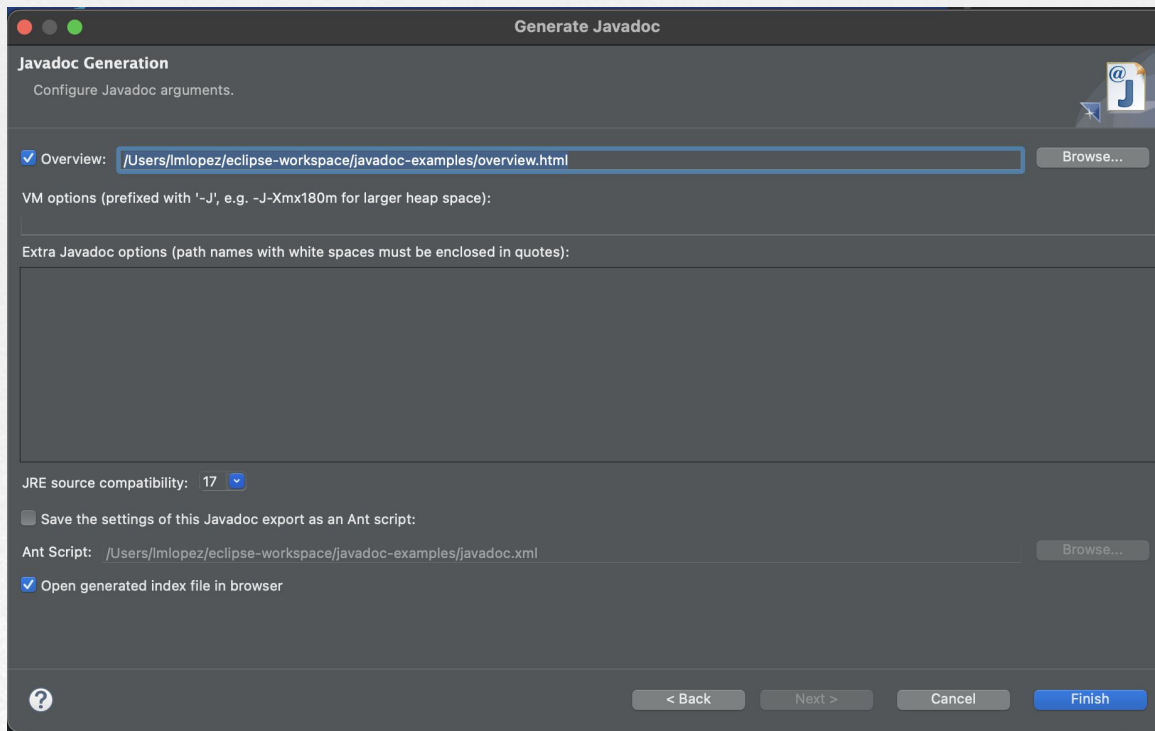 Generate Javadoc
Javadoc Generation
Configure Javadoc arguments.
@
J
Overview: /Users/lmlopez/eclipse-workspace/javadoc-examples/overview.html Browse...
VM options (prefixed with '-J', e.g. -J-Xmx180m for larger heap space):
Extra Javadoc options (path names with white spaces must be enclosed in quotes):
JRE source compatibility: 17
Save the settings of this Javadoc export as an Ant script:
Ant Script: /Users/lmlopez/eclipse-workspace/javadoc-examples/javadoc.xml Browse...
Open generated index file in browser
? < Back Next > Cancel Finish